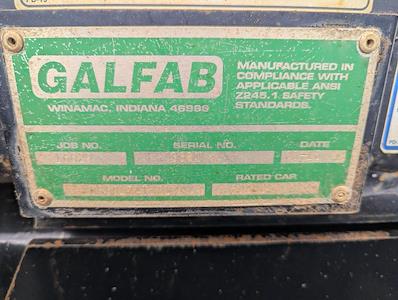 GALFAB
WINAMAC, INDIANA 46996
MANUFACTURED IN
COMPLIANCE WITH
APPLICABLE ANSI
Z245.1 SAFETY
STANDARDS.
JOB NO. SERIAL NO. DATE
MODEL NO. RATED CAP.